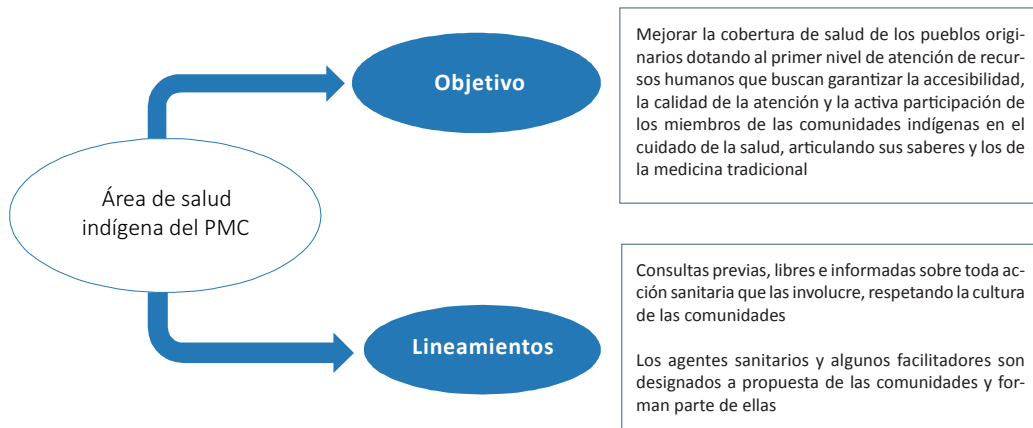 Área de salud
indígena del PMC
Objetivo
Mejorar la cobertura de salud de los pueblos origi-
narios dotando al primer nivel de atención de recur-
sos humanos que buscan garantizar la accesibilidad,
la calidad de la atención y la activa participación de
los miembros de las comunidades indígenas en el
cuidado de la salud, articulando sus saberes y los de
la medicina tradicional
Lineamientos
Consultas previas, libres e informadas sobre toda ac-
ción sanitaria que las involucre, respetando la cultura
de las comunidades
Los agentes sanitarios y algunos facilitadores son
designados a propuesta de las comunidades y for-
man parte de ellas